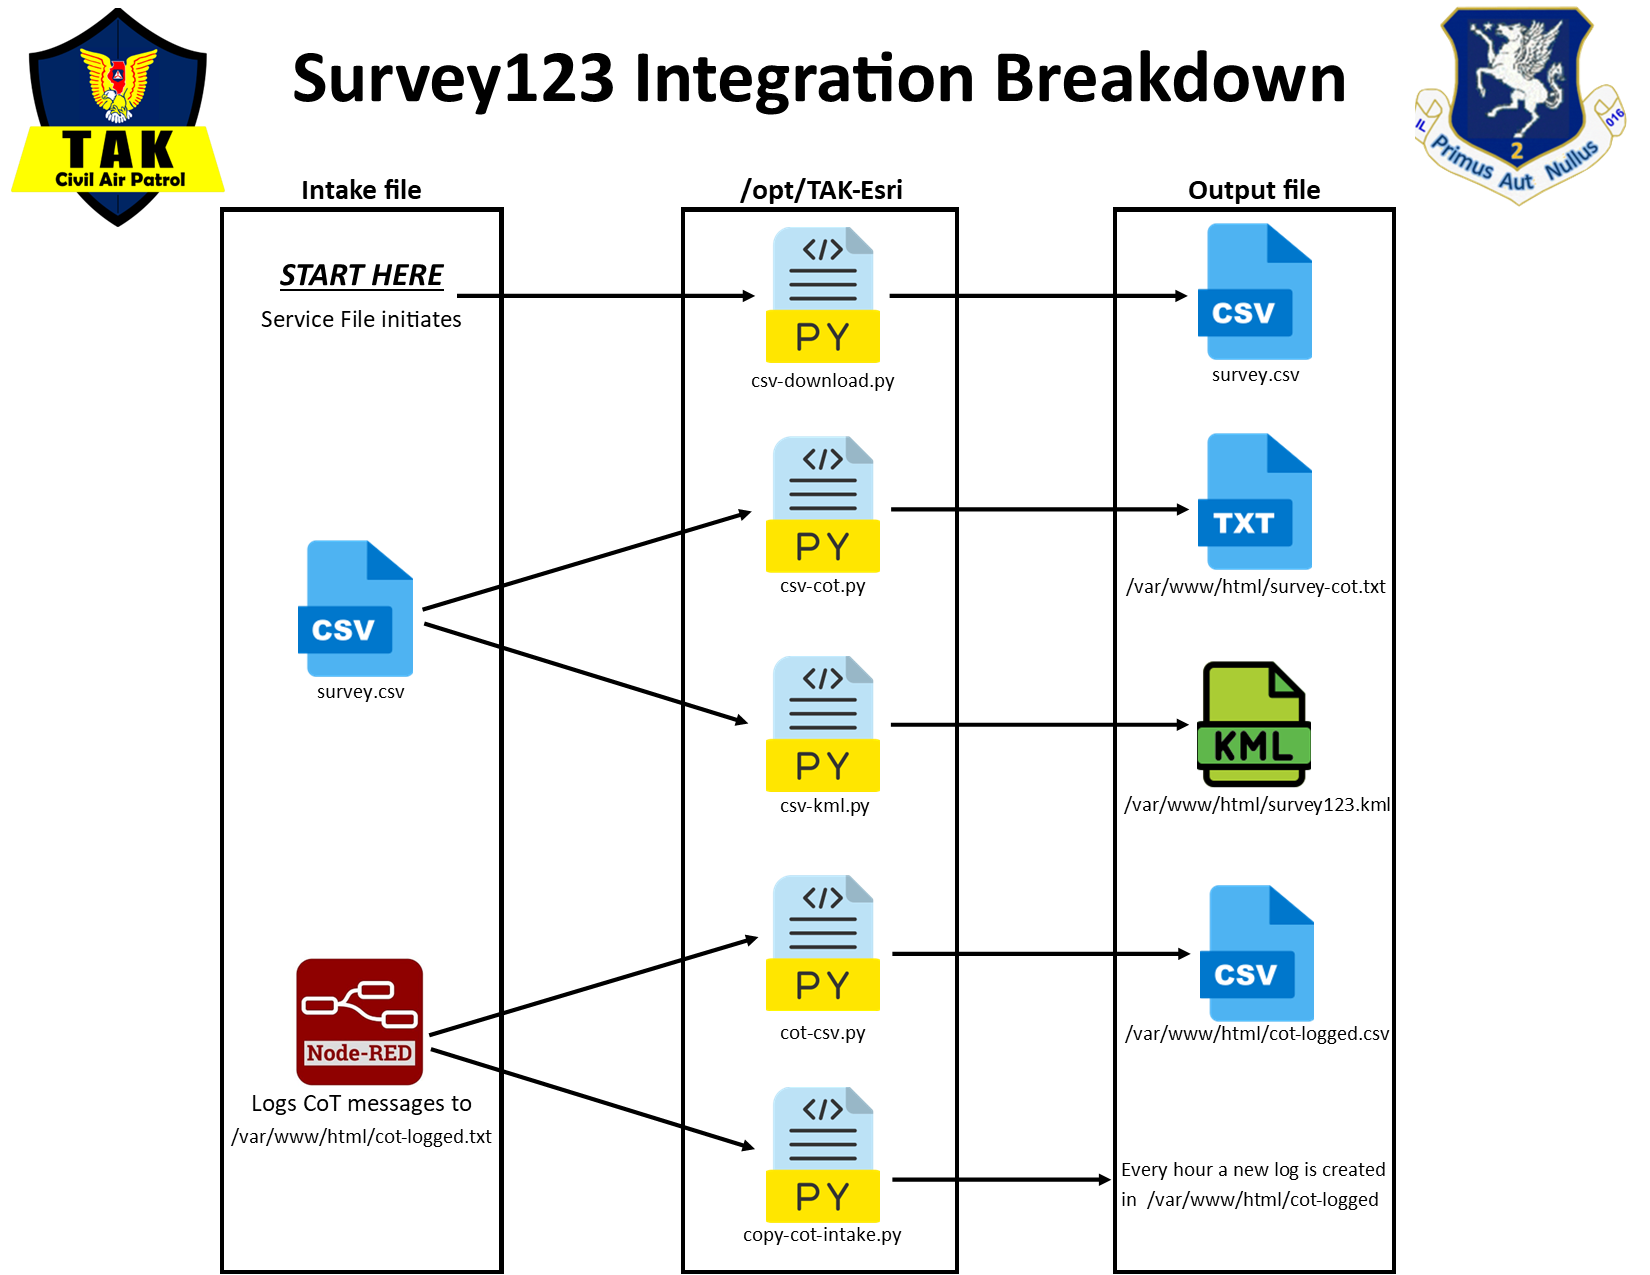 Survey123 Integration Breakdown
TAK
Civil Air Patrol
IL
016
2
Primus Aut Nullus
Intake file
/opt/TAK-Esri
Output file
START HERE
Service File initiates
</>
PY
csv-download.py
CSV
survey.csv
</>
PY
csv-cot.py
TXT
/var/www/html/survey-cot.txt
CSV
survey.csv
</>
PY
csv-kml.py
KML
/var/www/html/survey123.kml
</>
PY
cot-csv.py
CSV
/var/www/html/cot-logged.csv
Node-RED
Logs CoT messages to
/var/www/html/cot-logged.txt
</>
PY
copy-cot-intake.py
Every hour a new log is created
in /var/www/html/cot-logged